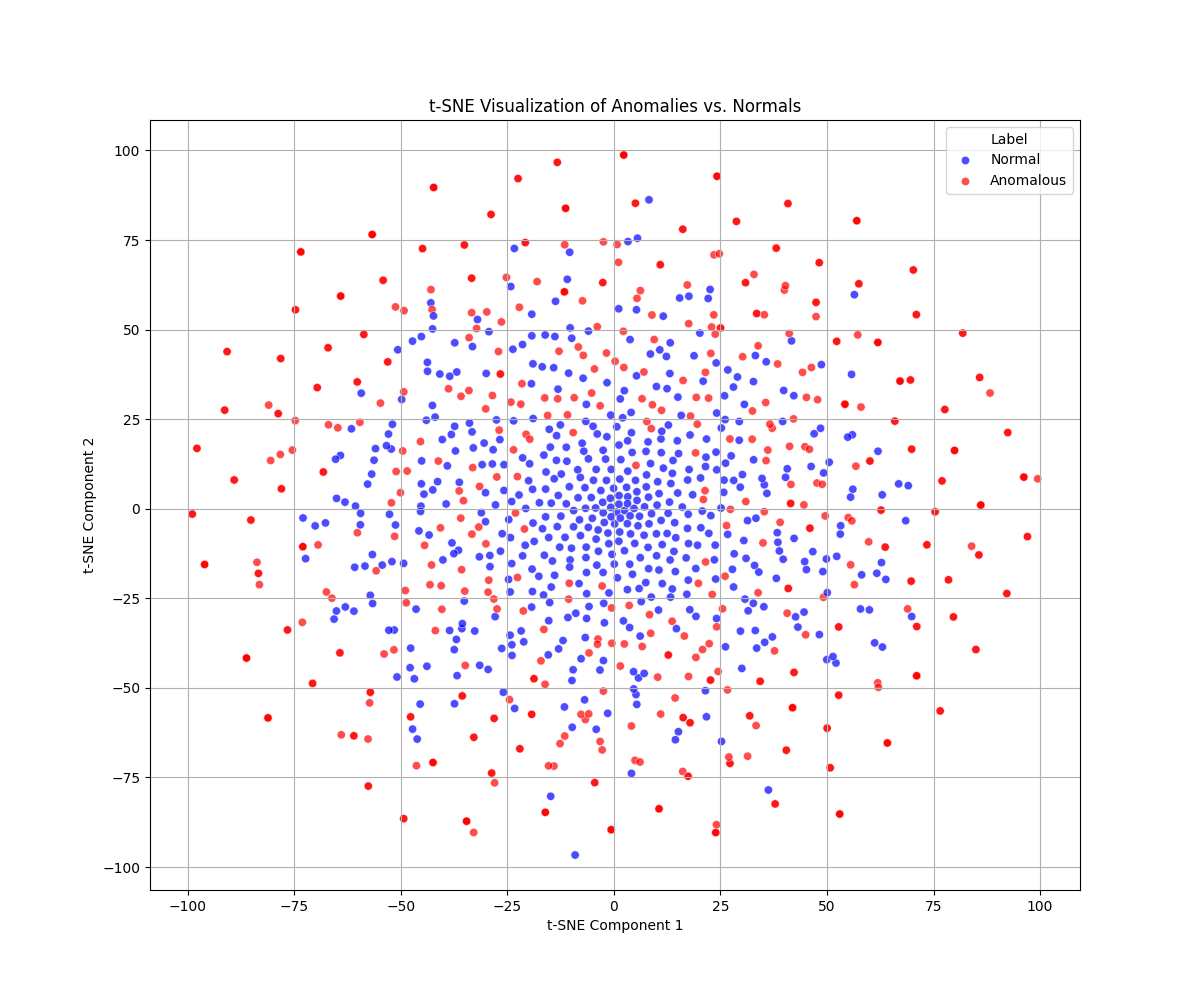 t-SNE Visualization of Anomalies vs. Normals
Label
Normal
Anomalous
100
75
50
25
0
−25
−50
−75
−100
t-SNE Component 2
−100 −75 −50 −25 0 25 50 75 100
t-SNE Component 1